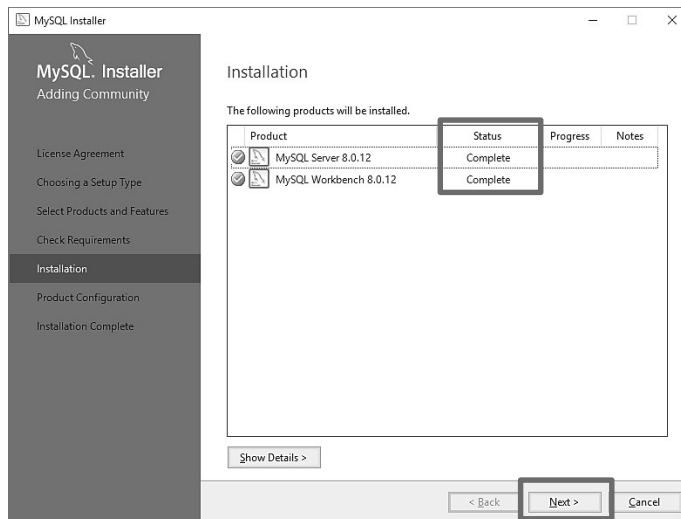 MySQL Installer
MySQL. Installer
Adding Community
License Agreement
Choosing a Setup Type
Select Products and Features
Check Requirements
Installation
Product Configuration
Installation Complete
Installation
The following products will be installed.
Product Status Progress Notes
MySQL Server 8.0.12 Complete
MySQL Workbench 8.0.12 Complete
Show Details >
< Back Next > Cancel